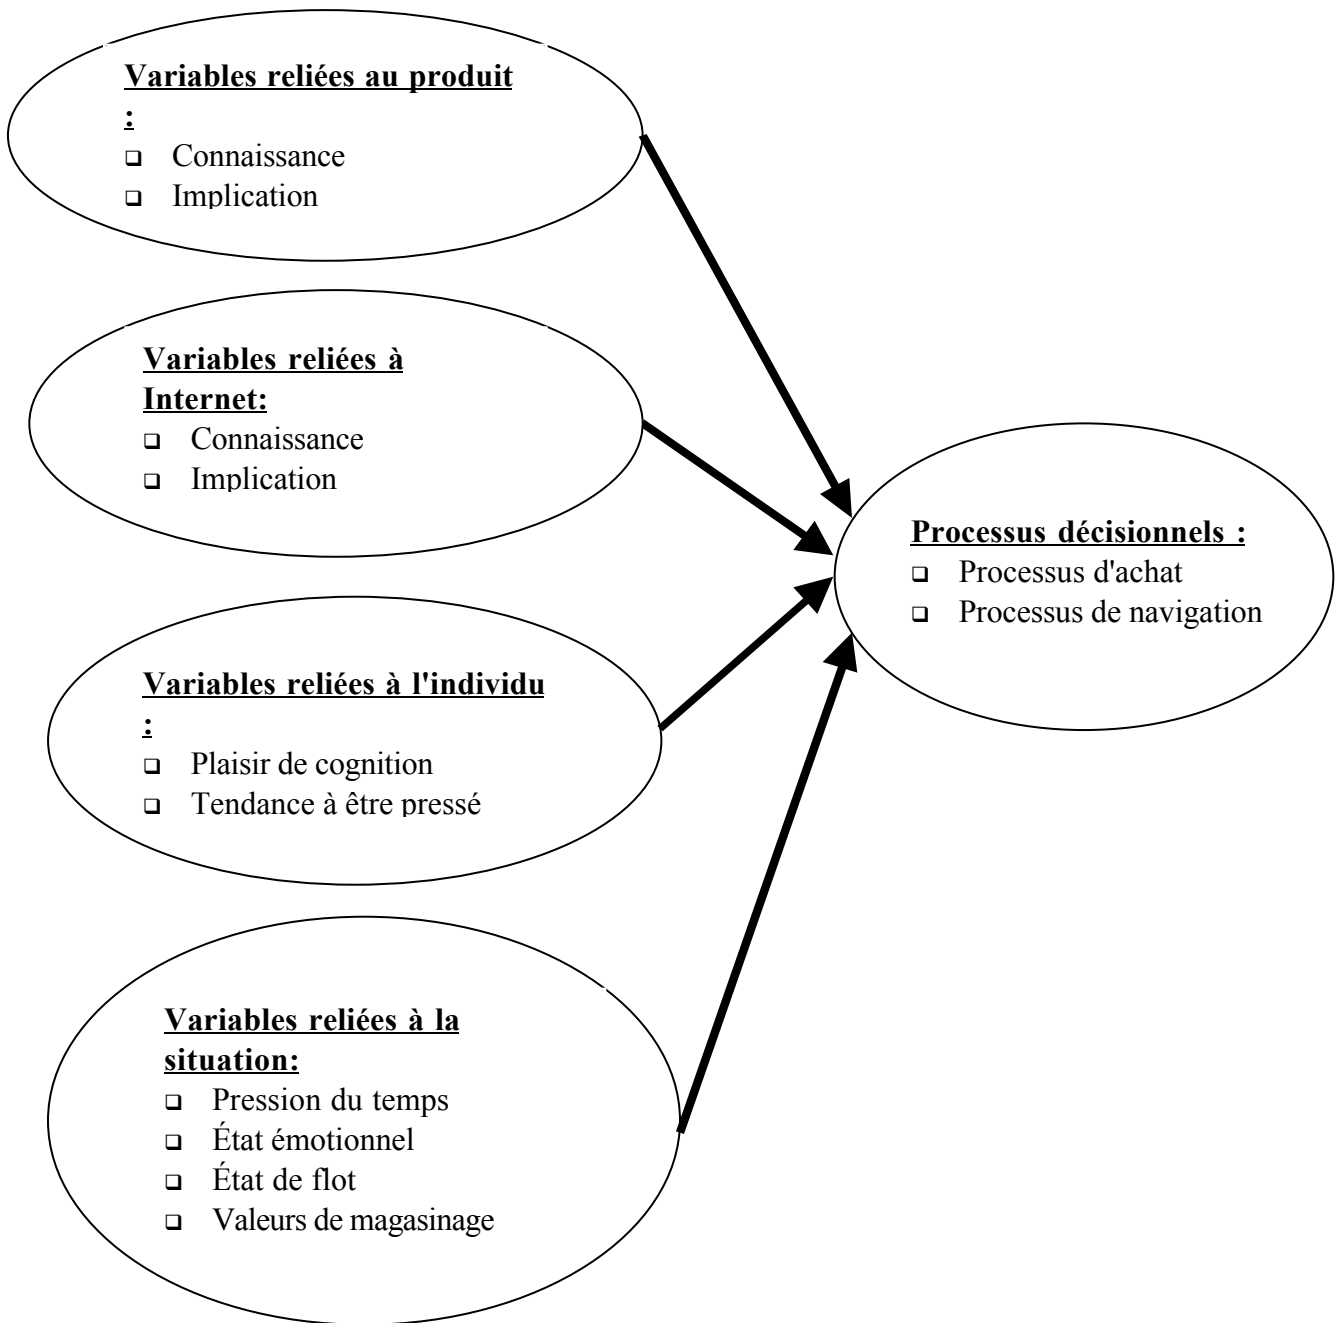 Variables reliées au produit
:
❑ Connaissance
❑ Implication
Variables reliées à
Internet:
❑ Connaissance
❑ Implication
Variables reliées à l'individu
:
❑ Plaisir de cognition
❑ Tendance à être pressé
Variables reliées à la
situation:
❑ Pression du temps
❑ État émotionnel
❑ État de flot
❑ Valeurs de magasinage
Processus décisionnels :
❑ Processus d'achat
❑ Processus de navigation